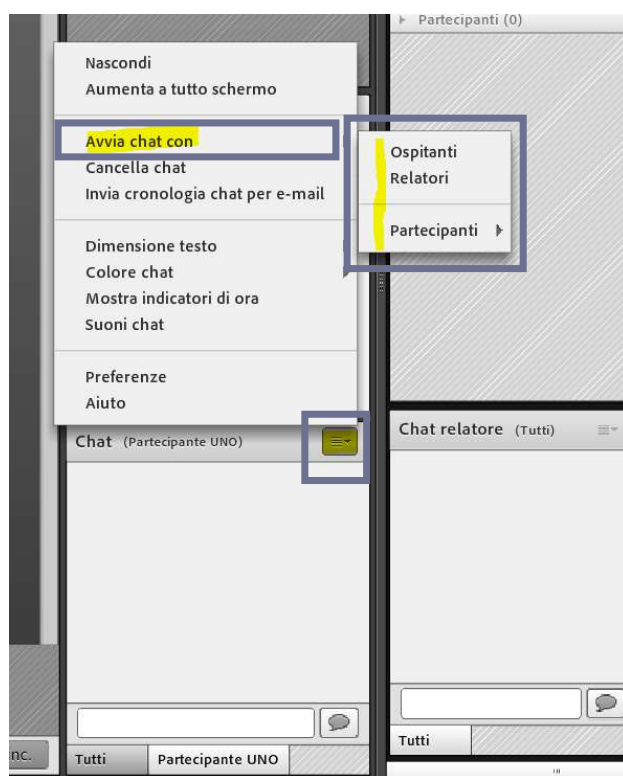 Partecipanti (0)
Nascondi
Aumenta a tutto schermo
Avvia chat con
Cancella chat
Invia cronologia chat per e-mail
Dimensione testo
Colore chat
Mostra indicatori di ora
Suoni chat
Preferenze
Aiuto
Ospitanti
Relatori
Partecipanti
Chat (Partecipante UNO)
Tutti
Partecipante UNO
Chat relatore (Tutti)
Tutti